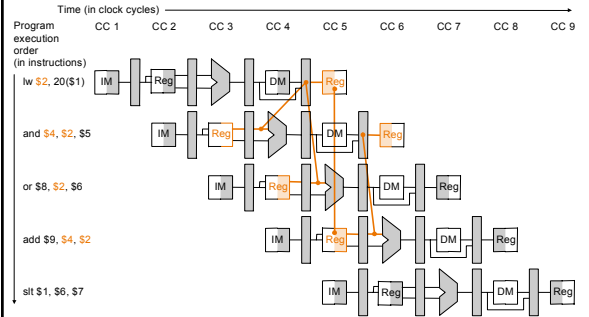 Time (in clock cycles)
Program
execution
order
(in instructions)
CC 1 CC 2 CC 3 CC 4 CC 5 CC 6 CC 7 CC 8 CC 9
lw $2, 20($1) IM Reg DM Reg
and $4, $2, $5 IM Reg DM Reg
or $8, $2, $6 IM Reg DM Reg
add $9, $4, $2 IM Reg DM Reg
slt $1, $6, $7 IM Reg DM Reg